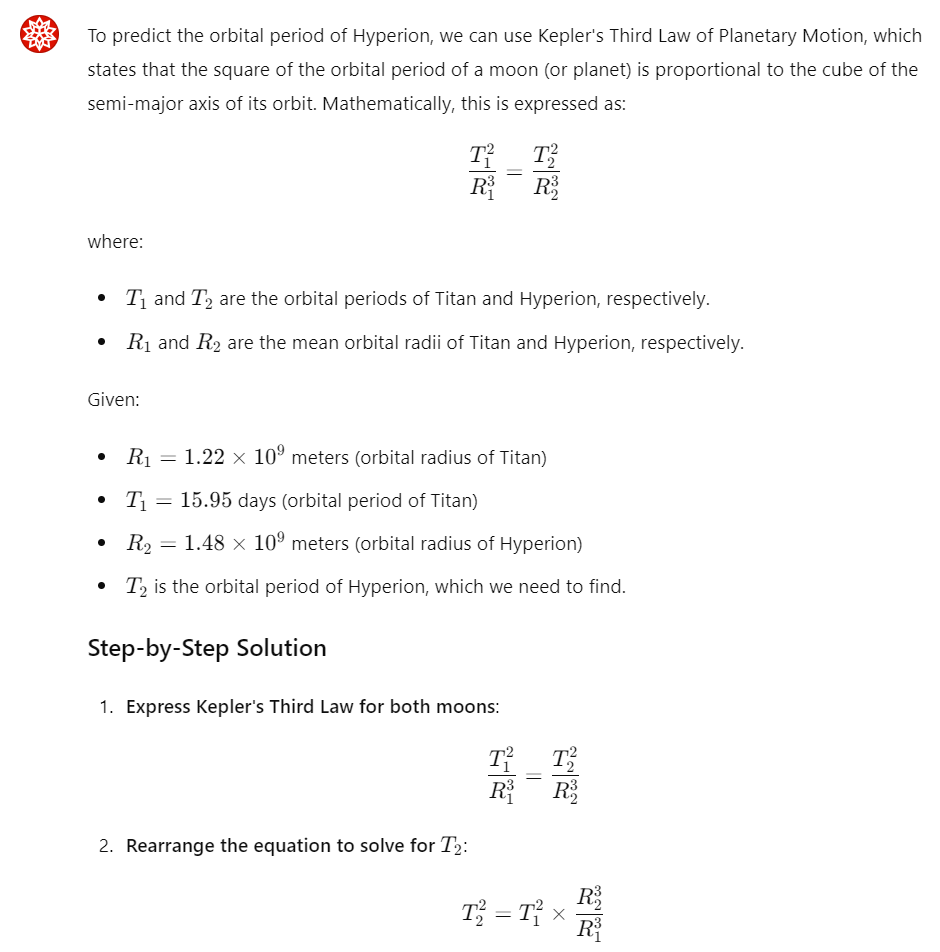 To predict the orbital period of Hyperion, we can use Kepler's Third Law of Planetary Motion, which
states that the square of the orbital period of a moon (or planet) is proportional to the cube of the
semi-major axis of its orbit. Mathematically, this is expressed as:
$\frac{T_1^2}{R_1^3} = \frac{T_2^2}{R_2^3}$
where:
• $T_1$ and $T_2$ are the orbital periods of Titan and Hyperion, respectively.
• $R_1$ and $R_2$ are the mean orbital radii of Titan and Hyperion, respectively.
Given:
• $R_1 = 1.22 \times 10^9$ meters (orbital radius of Titan)
• $T_1 = 15.95$ days (orbital period of Titan)
• $R_2 = 1.48 \times 10^9$ meters (orbital radius of Hyperion)
• $T_2$ is the orbital period of Hyperion, which we need to find.
Step-by-Step Solution
1. Express Kepler's Third Law for both moons:
$\frac{T_1^2}{R_1^3} = \frac{T_2^2}{R_2^3}$
2. Rearrange the equation to solve for $T_2$:
$T_2^2 = T_1^2 \times \frac{R_2^3}{R_1^3}$